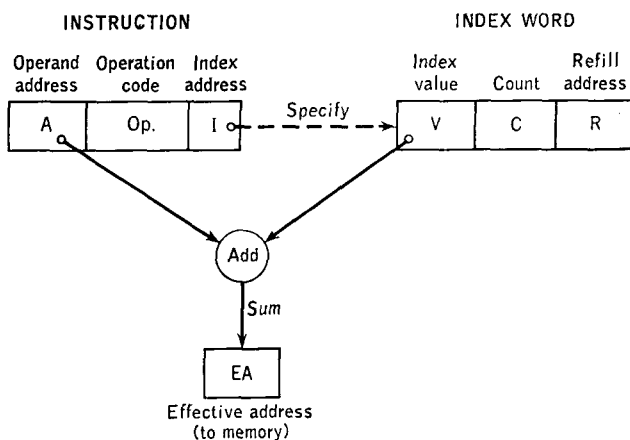 INSTRUCTION
INDEX WORD
Operand address
Operation code
Index address
Index value
Count
Refill address
A
Op.
I
Specify
V
C
R
Add
Sum
EA
Effective address
(to memory)